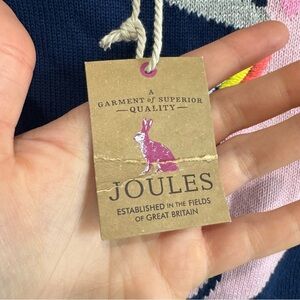 A
GARMENT of SUPERIOR
QUALITY
JOULES
ESTABLISHED IN THE FIELDS
OF GREAT BRITAIN